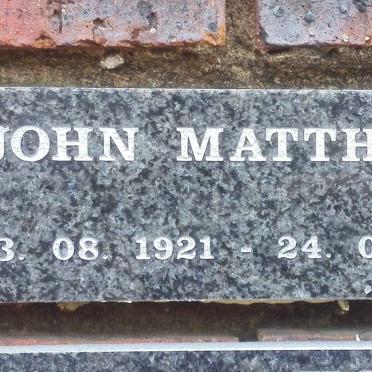 JOHN MATTH
3. 08. 1921 - 24. 0